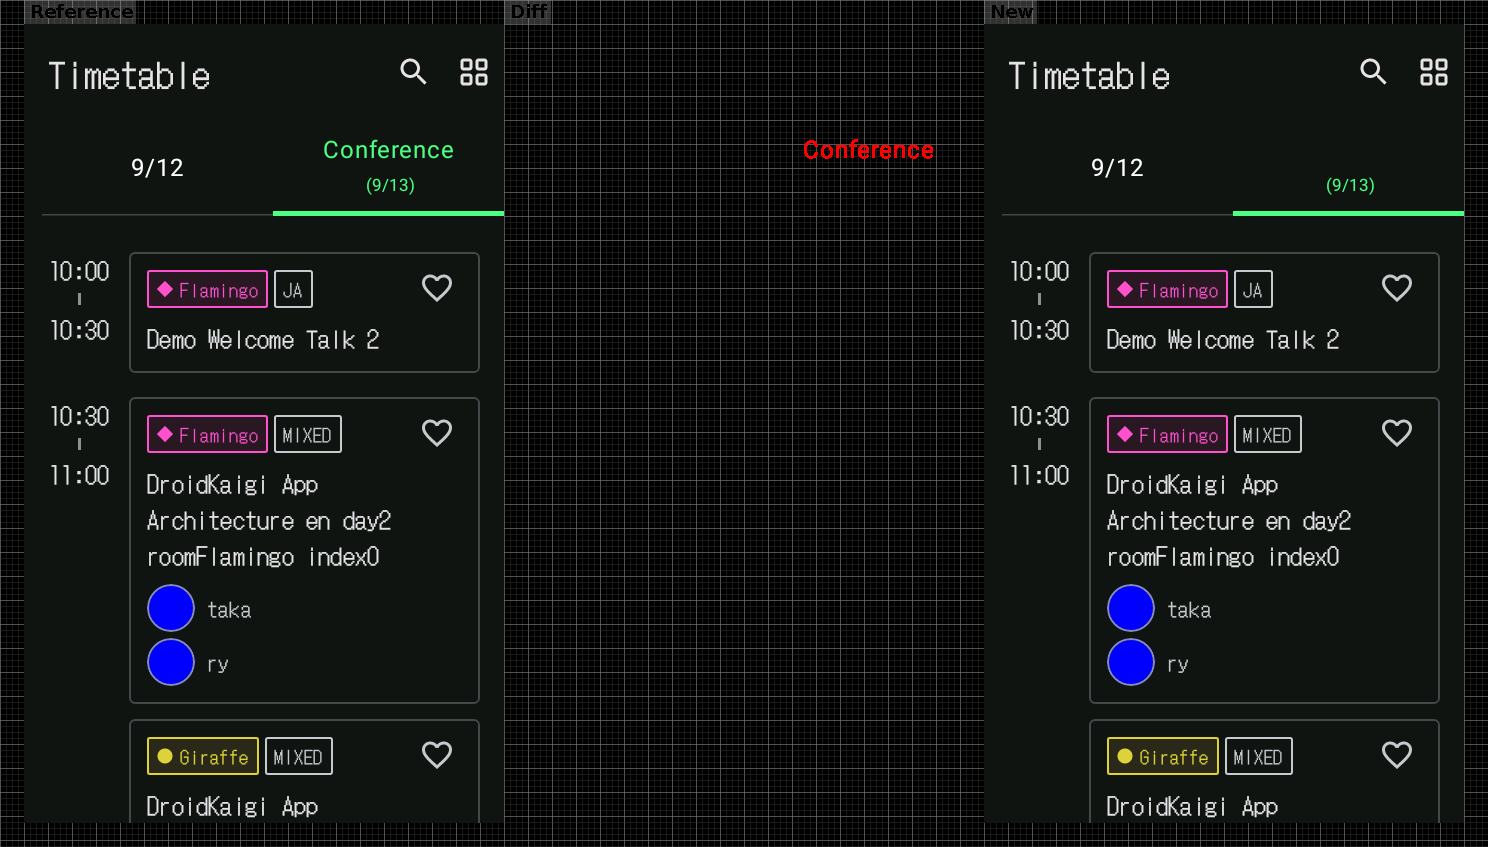 Reference
Timetable
9/12
Conference
(9/13)
10:00
10:30
Flamingo
JA
Demo Welcome Talk 2
10:30
11:00
Flamingo
MIXED
DroidKaigi App
Architecture en day2
roomFlamingo index0
taka
ry
Giraffe
MIXED
DroidKaigi App
Diff
Conference
New
Timetable
9/12
(9/13)
10:00
10:30
Flamingo
JA
Demo Welcome Talk 2
10:30
11:00
Flamingo
MIXED
DroidKaigi App
Architecture en day2
roomFlamingo index0
taka
ry
Giraffe
MIXED
DroidKaigi App